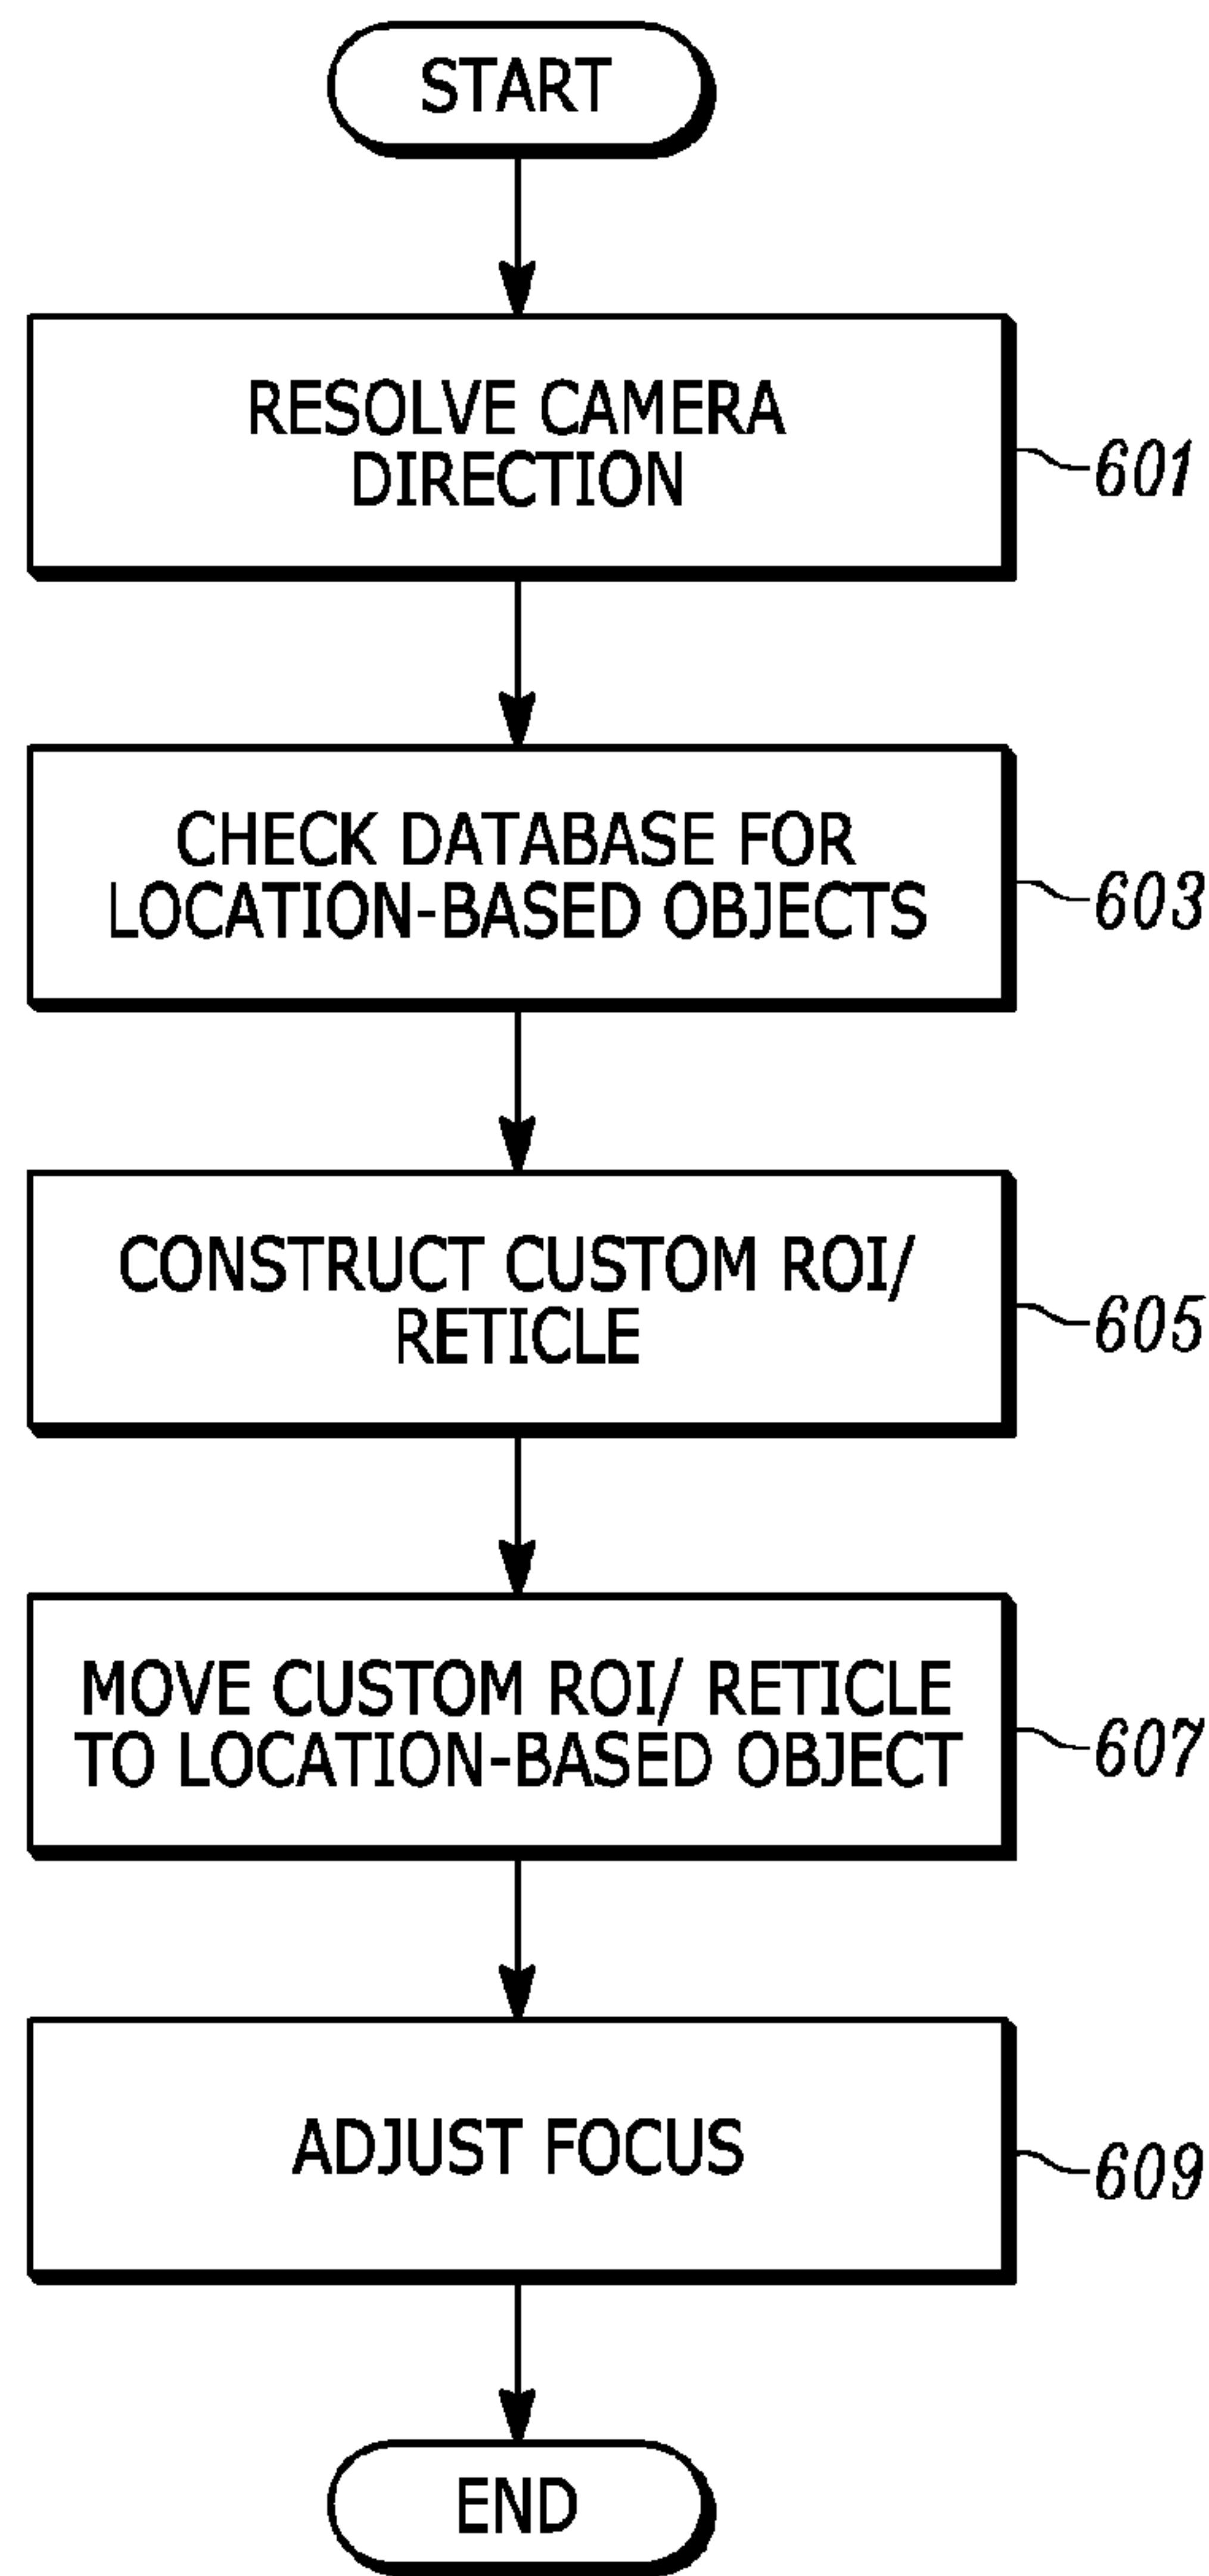 START
RESOLVE CAMERA
DIRECTION
601
CHECK DATABASE FOR
LOCATION-BASED OBJECTS
603
CONSTRUCT CUSTOM ROI/
RETICLE
605
MOVE CUSTOM ROI/ RETICLE
TO LOCATION-BASED OBJECT
607
ADJUST FOCUS
609
END